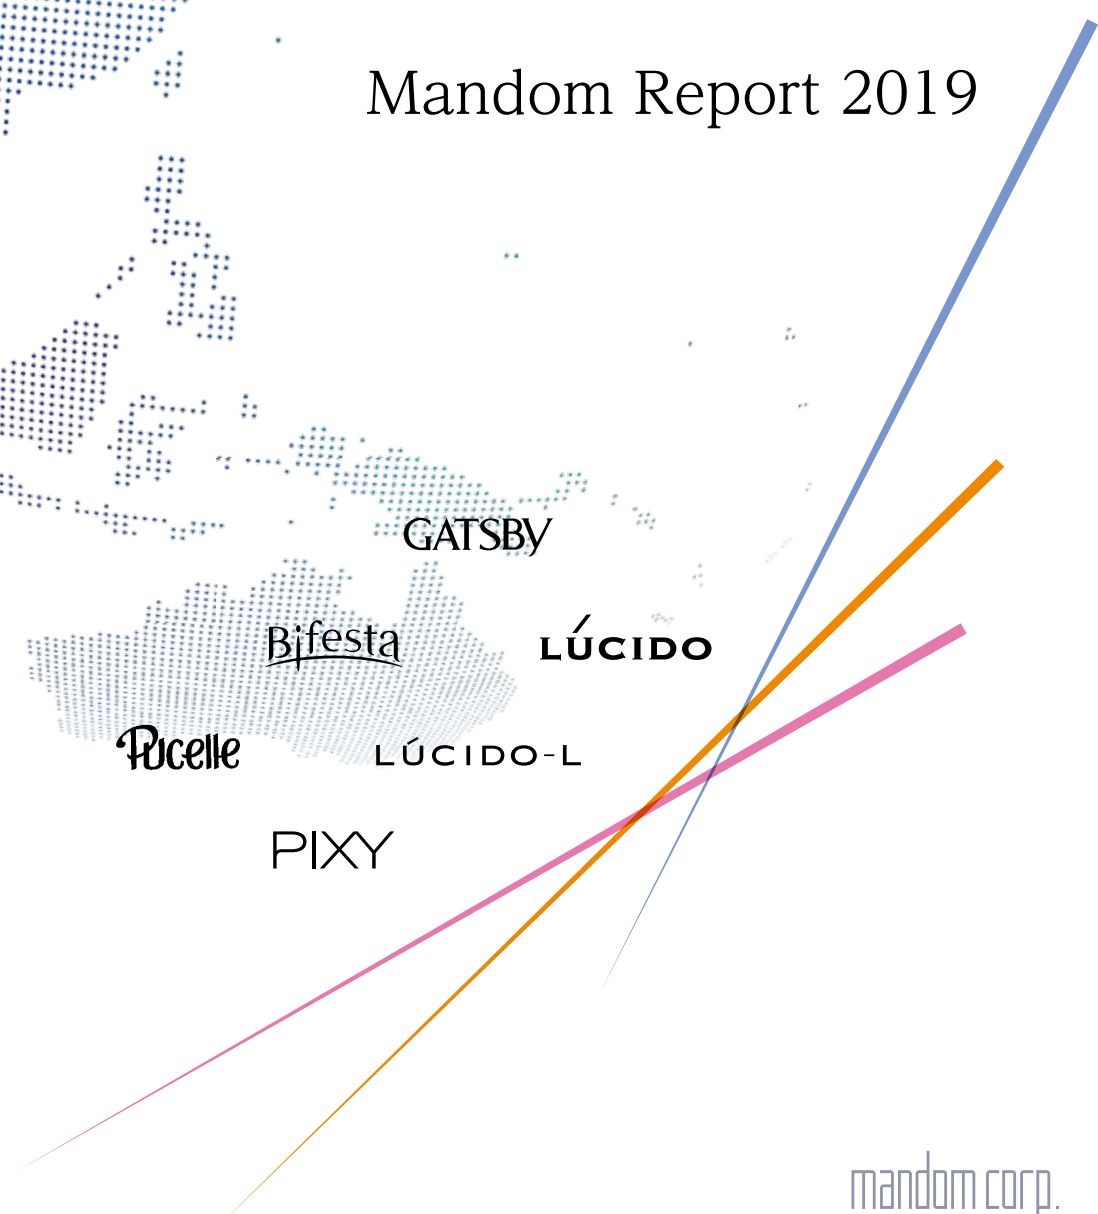 Mandom Report 2019
GATSBY
Bifesta
LÚCIDO
Pucelle
LÚCIDO-L
PIXY
mandom corp.